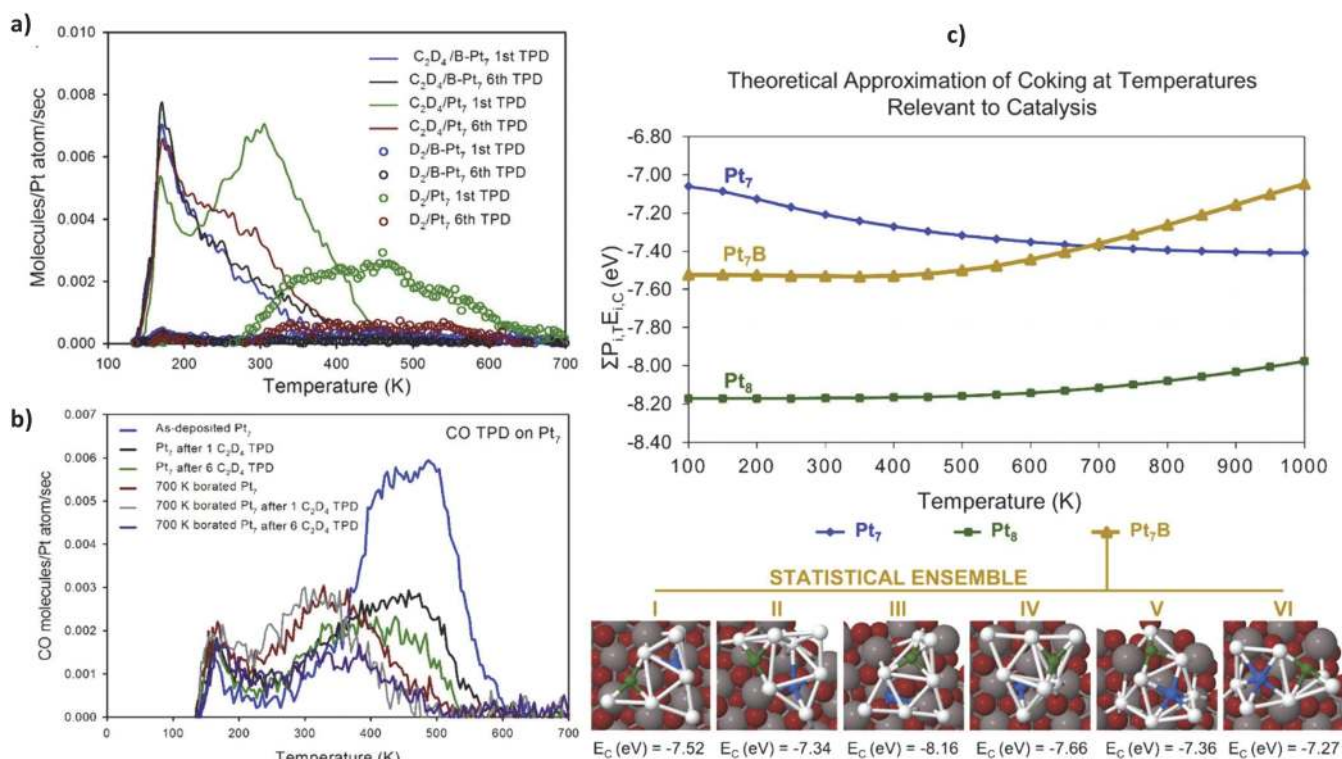 a)
0.010
0.008
0.006
0.004
0.002
0.000
Molecules/Pt atom/sec
C₂D₄/B-Pt₇ 1st TPD
C₂D₄/B-Pt₇ 6th TPD
C₂D₄/Pt₇ 1st TPD
C₂D₄/Pt₇ 6th TPD
D₂/B-Pt₇ 1st TPD
D₂/B-Pt₇ 6th TPD
D₂/Pt₇ 1st TPD
D₂/Pt₇ 6th TPD
100 200 300 400 500 600 700
Temperature (K)
b)
0.007
0.006
0.005
0.004
0.003
0.002
0.001
0.000
CO molecules/Pt atom/sec
CO TPD on Pt₇
As-deposited Pt₇
Pt₇ after 1 C₂D₄ TPD
Pt₇ after 6 C₂D₄ TPD
700 K borated Pt₇
700 K borated Pt₇ after 1 C₂D₄ TPD
700 K borated Pt₇ after 6 C₂D₄ TPD
100 200 300 400 500 600 700
Temperature (K)
c)
Theoretical Approximation of Coking at Temperatures
Relevant to Catalysis
-6.80
-7.00
-7.20
-7.40
-7.60
-7.80
-8.00
-8.20
-8.40
ΣPᵢ,ᴛEᵢ,C (eV)
Pt₇
Pt₇B
Pt₈
100 200 300 400 500 600 700 800 900 1000
Temperature (K)
Pt₇ Pt₈ Pt₇B
STATISTICAL ENSEMBLE
I II III IV V VI
E_C (eV) = -7.52 E_C (eV) = -7.34 E_C (eV) = -8.16 E_C (eV) = -7.66 E_C (eV) = -7.36 E_C (eV) = -7.27